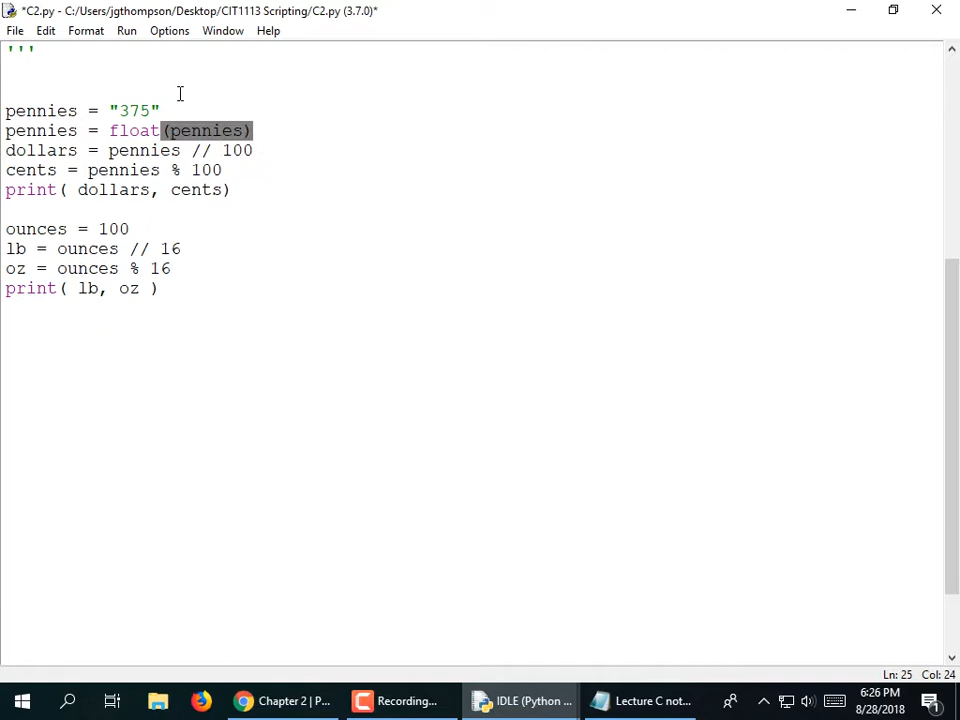 *C2.py - C:/Users/jgthompson/Desktop/CIT1113 Scripting/C2.py (3.7.0)*
File Edit Format Run Options Window Help
'''
pennies = "375"
pennies = float(pennies)
dollars = pennies // 100
cents = pennies % 100
print( dollars, cents)
ounces = 100
lb = ounces // 16
oz = ounces % 16
print( lb, oz )
Ln: 25 Col: 24
Chapter 2 | P...
Recording...
IDLE (Python ...
Lecture C not...
6:26 PM
8/28/2018
1